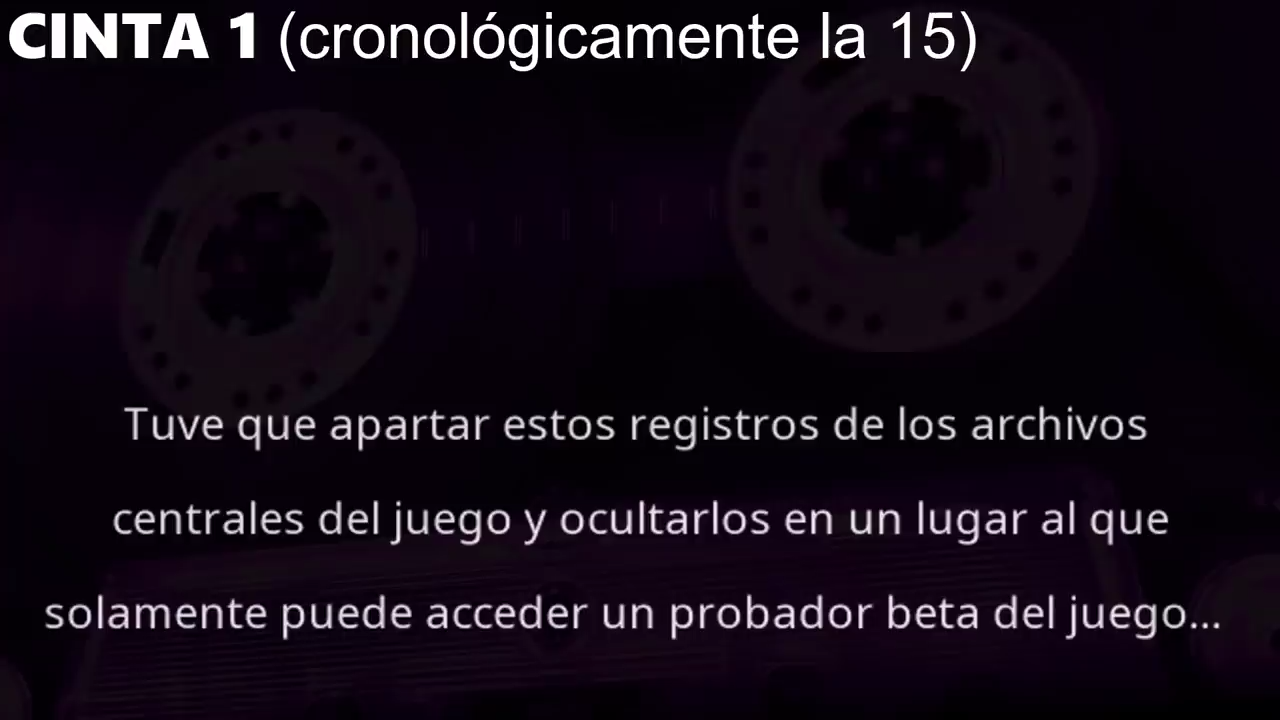 CINTA 1 (cronológicamente la 15)
Tuve que apartar estos registros de los archivos
centrales del juego y ocultarlos en un lugar al que
solamente puede acceder un probador beta del juego...